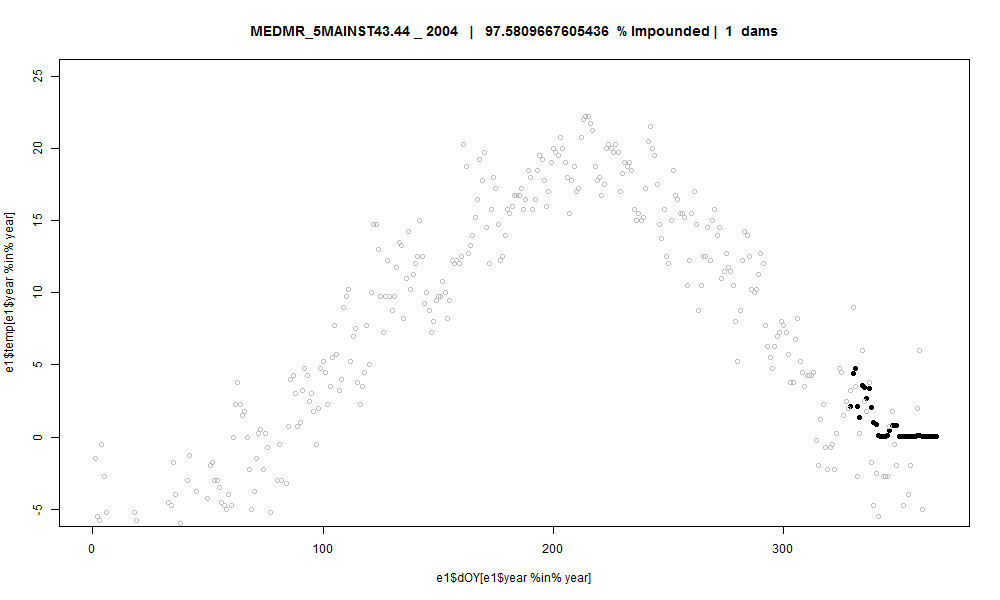 MEDMR_5MAINST43.44 _ 2004 | 97.5809667605436 % Impounded | 1 dams
e1$temp[e1$year %in% year]
25
20
15
10
5
0
-5
0 100 200 300
e1$dOY[e1$year %in% year]